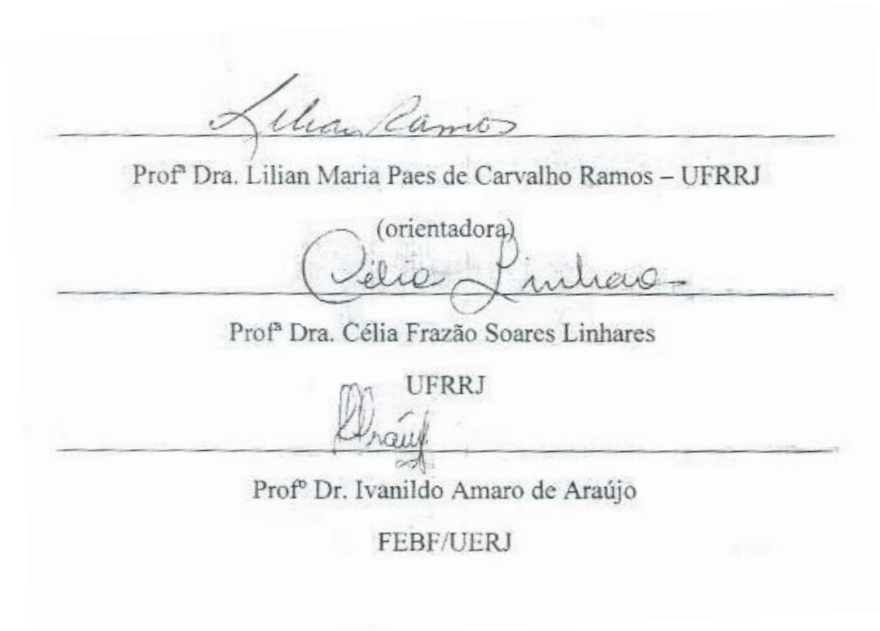 Lilian Ramos
Profª Dra. Lilian Maria Paes de Carvalho Ramos – UFRRJ
(orientadora)
Célia Linhares
Profª Dra. Célia Frazão Soares Linhares
UFRRJ
Araújo
Profº Dr. Ivanildo Amaro de Araújo
FEBF/UERJ